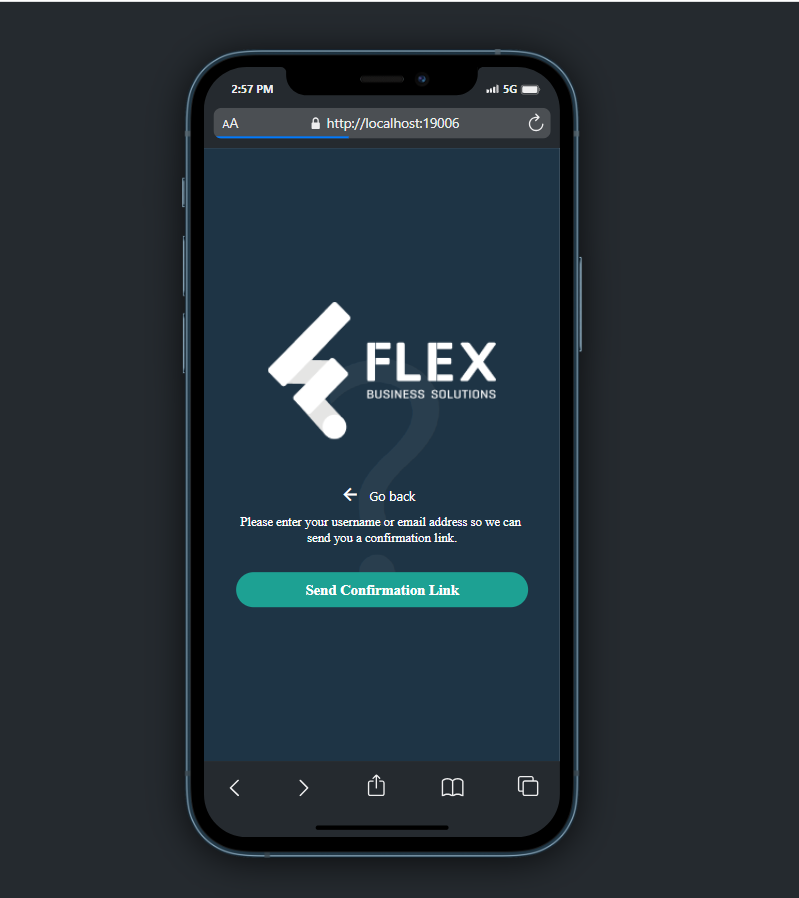 2:57 PM
5G
AA
http://localhost:19006
FLEX
BUSINESS SOLUTIONS
?
Go back
Please enter your username or email address so we can
send you a confirmation link.
Send Confirmation Link